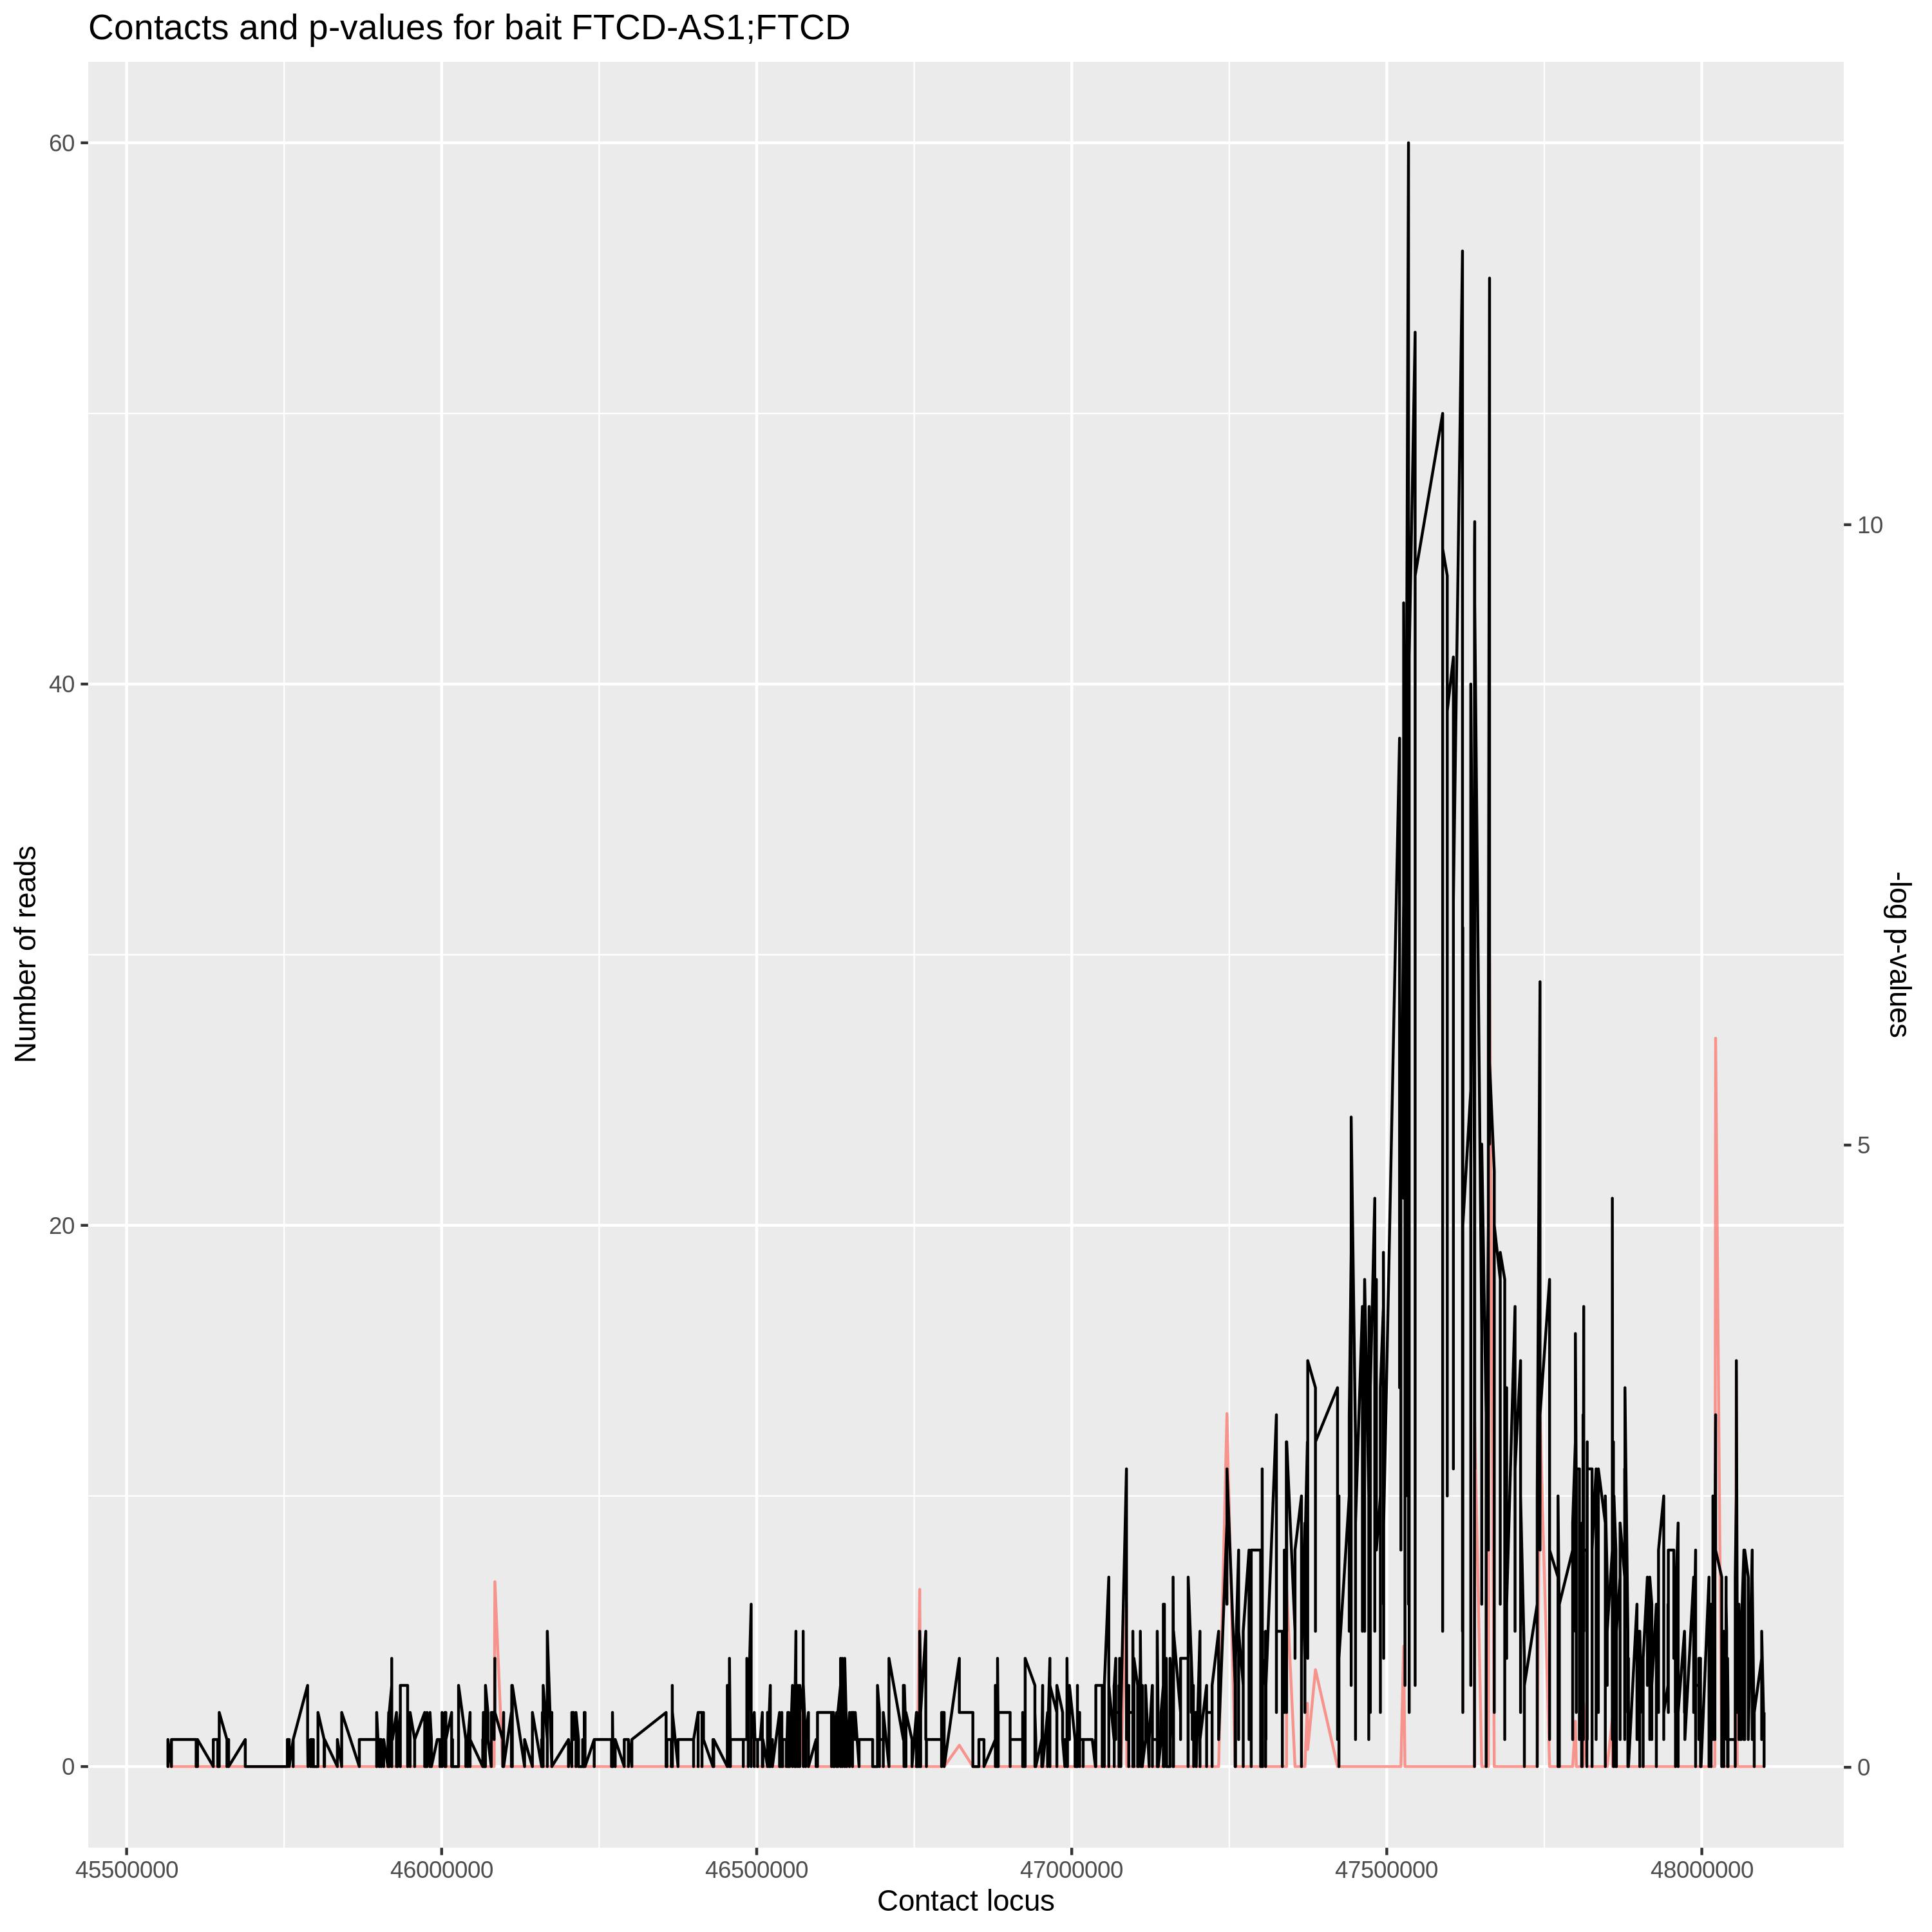 Contacts and p-values for bait FTCD-AS1;FTCD
60
40
20
0
Number of reads
10
5
0
-log p-values
45500000 46000000 46500000 47000000 47500000 48000000
Contact locus